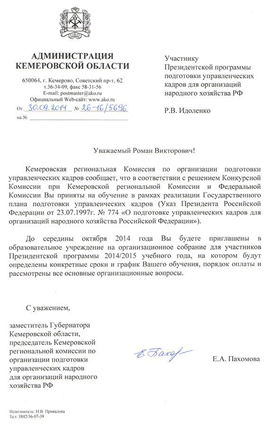 АДМИНИСТРАЦИЯ
КЕМЕРОВСКОЙ ОБЛАСТИ
650064, г. Кемерово, Советский пр-т, 62
т.36-34-09, факс 58-31-56
E-mail: postmaster@ako.ru
Официальный Web-сайт: www.ako.ru
От 30.09.2014 № 26-16/5696
на №
Участнику
Президентской программы
подготовки управленческих
кадров для организаций
народного хозяйства РФ
Р.В. Идоленко
Уважаемый Роман Викторович!
Кемеровская региональная Комиссия по организации подготовки
управленческих кадров сообщает, что в соответствии с решением Конкурсной
Комиссии при Кемеровской региональной Комиссии и Федеральной
Комиссии Вы приняты на обучение в рамках реализации Государственного
плана подготовки управленческих кадров (Указ Президента Российской
Федерации от 23.07.1997г. № 774 «О подготовке управленческих кадров для
организаций народного хозяйства Российской Федерации»).
До середины октября 2014 года Вы будете приглашены в
образовательное учреждение на организационное собрание для участников
Президентской программы 2014/2015 учебного года, на котором будут
определены конкретные сроки и график Вашего обучения, порядок оплаты и
рассмотрены все основные организационные вопросы.
С уважением,
заместитель Губернатора
Кемеровской области,
председатель Кемеровской
региональной комиссии по
организации подготовки
управленческих кадров
для организаций народного
хозяйства РФ
Е.А. Пахомова
Исполнитель: Н.В. Привалова
Тел. 3842/36-07-39